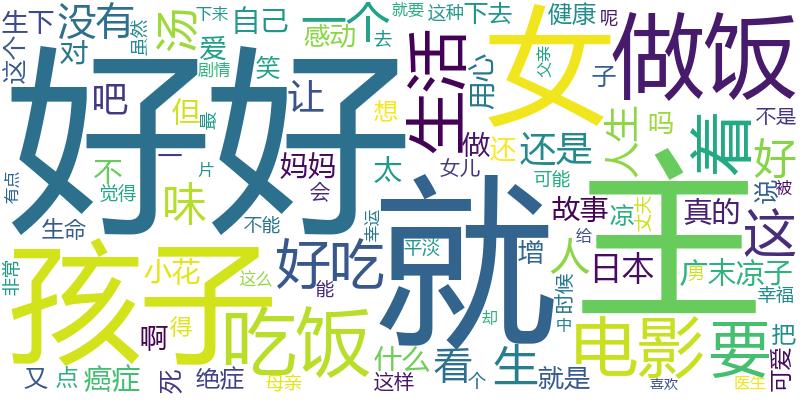 生下
没有
虽然
汤
下来
爱
自己
剧情
一个
感动
笑
去
就要
这种
下去
健康
呢
这个
对
好好
生活
用心
女
父亲
子
做饭
吧
但
最
让
想
人生
吗
着
不是
好
一
不
觉得
片
妈妈
会
太
做
女儿
还
还是
可能
有点
味
生命
不能
幸运
就
平淡
增
给
故事
凉
丈夫
主
真的
说
被
这
孩子
非常
小花
这么
好吃
能
人
时候
中
日本
男
广末凉子
幸福
啊
得
吃饭
却
电影
要
把
可爱
又
点
癌症
死
绝症
母亲
什么
这样
看
个
生
就是
喜欢
医生